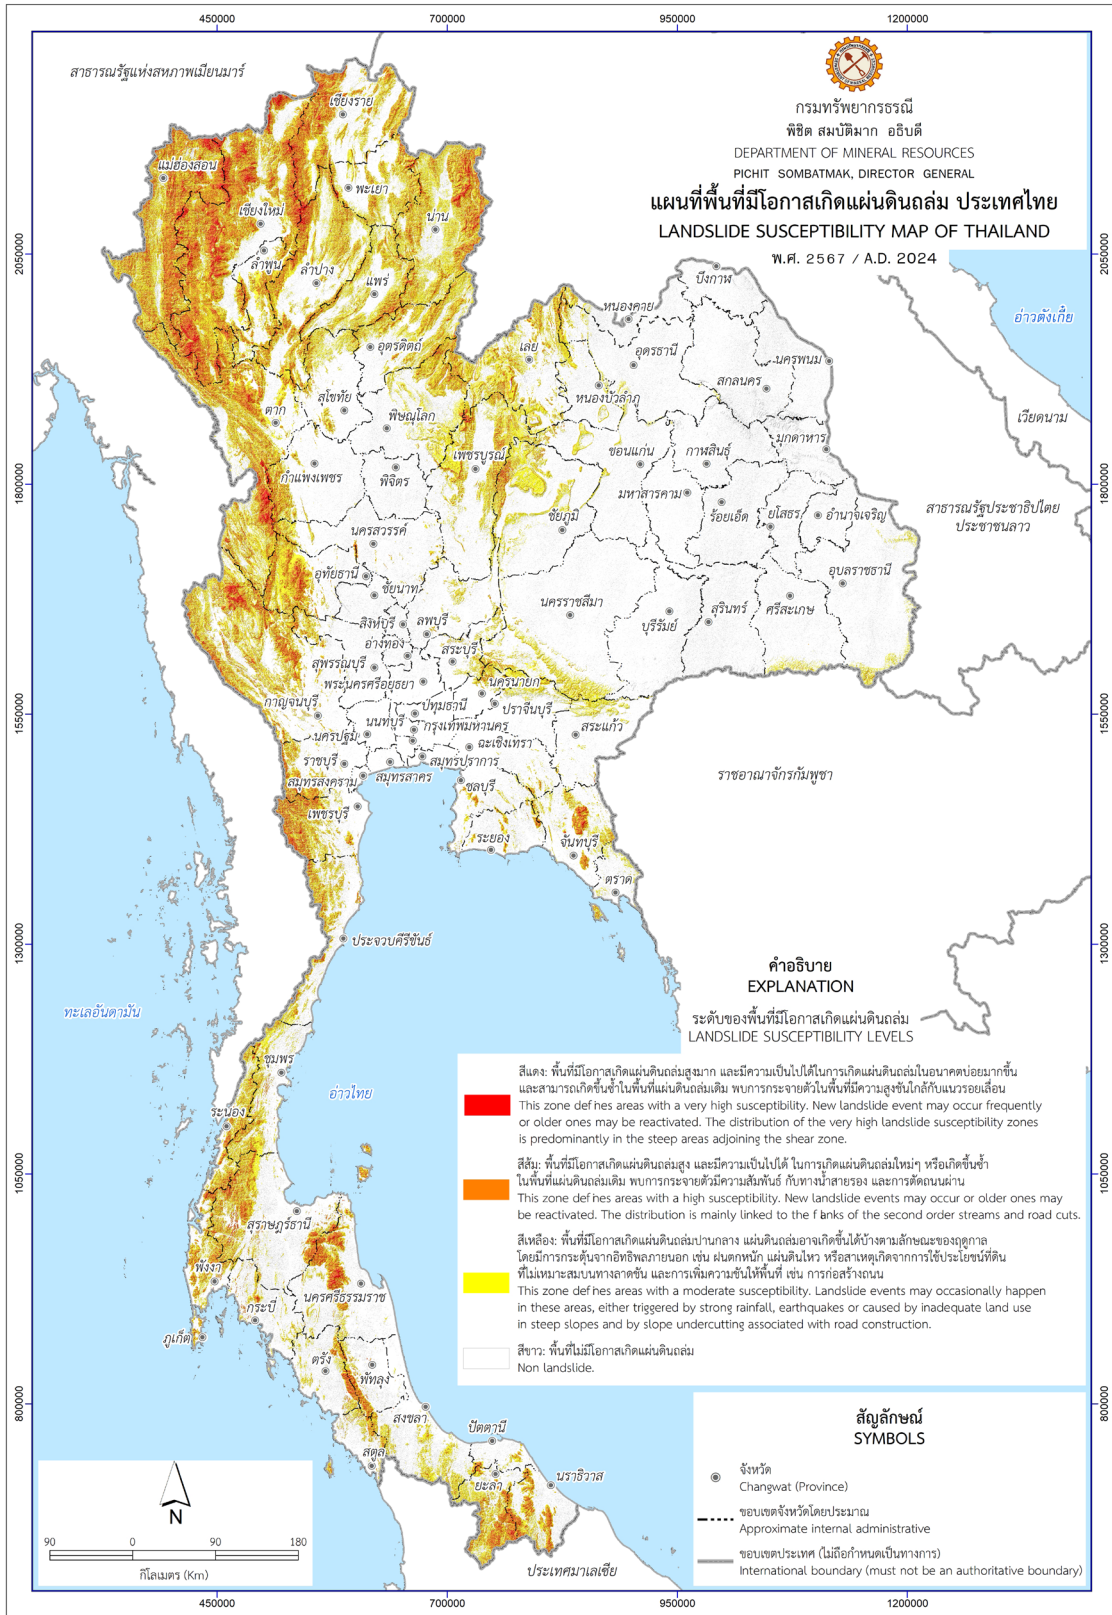 450000
700000
950000
1200000
สาธารณรัฐแห่งสหภาพเมียนมาร์
กรมทรัพยากรธรณี
พิชิต สมบัติมาก อธิบดี
DEPARTMENT OF MINERAL RESOURCES
PICHIT SOMBATMAK, DIRECTOR GENERAL
แผนที่พื้นที่มีโอกาสเกิดแผ่นดินถล่ม ประเทศไทย
LANDSLIDE SUSCEPTIBILITY MAP OF THAILAND
พ.ศ. 2567 / A.D. 2024
2050000
2050000
1800000
1800000
1550000
1550000
1300000
1300000
1050000
1050000
800000
800000
เชียงราย
แม่ฮ่องสอน
พะเยา
เชียงใหม่
น่าน
ลำพูน
ลำปาง
แพร่
บึงกาฬ
หนองคาย
อ่าวตังเกี๋ย
อุตรดิตถ์
เลย
อุดรธานี
นครพนม
สกลนคร
หนองบัวลำภู
สุโขทัย
ตาก
พิษณุโลก
เวียดนาม
มุกดาหาร
เพชรบูรณ์
ขอนแก่น
กาฬสินธุ์
กำแพงเพชร
พิจิตร
มหาสารคาม
ชัยภูมิ
ร้อยเอ็ด
ยโสธร
อำนาจเจริญ
สาธารณรัฐประชาธิปไตย
ประชาชนลาว
นครสวรรค์
อุทัยธานี
ชัยนาท
อุบลราชธานี
นครราชสีมา
บุรีรัมย์
สุรินทร์
ศรีสะเกษ
สิงห์บุรี
ลพบุรี
อ่างทอง
สระบุรี
สุพรรณบุรี
พระนครศรีอยุธยา
นครนายก
กาญจนบุรี
ปทุมธานี
ปราจีนบุรี
นนทบุรี
กรุงเทพมหานคร
สระแก้ว
นครปฐม
ฉะเชิงเทรา
ราชบุรี
สมุทรปราการ
สมุทรสงคราม
สมุทรสาคร
ชลบุรี
ราชอาณาจักรกัมพูชา
เพชรบุรี
ระยอง
จันทบุรี
ตราด
ประจวบคีรีขันธ์
ทะเลอันดามัน
อ่าวไทย
ชุมพร
ระนอง
สุราษฎร์ธานี
พังงา
นครศรีธรรมราช
กระบี่
ภูเก็ต
ตรัง
พัทลุง
สงขลา
ปัตตานี
สตูล
ยะลา
นราธิวาส
ประเทศมาเลเซีย
คำอธิบาย
EXPLANATION
ระดับของพื้นที่มีโอกาสเกิดแผ่นดินถล่ม
LANDSLIDE SUSCEPTIBILITY LEVELS
สีแดง: พื้นที่มีโอกาสเกิดแผ่นดินถล่มสูงมาก และมีความเป็นไปได้ในการเกิดแผ่นดินถล่มในอนาคตบ่อยมากขึ้น
และสามารถเกิดขึ้นซ้ำในพื้นที่แผ่นดินถล่มเดิม พบการกระจายตัวในพื้นที่มีความสูงชันใกล้กับแนวรอยเลื่อน
This zone def hes areas with a very high susceptibility. New landslide event may occur frequently
or older ones may be reactivated. The distribution of the very high landslide susceptibility zones
is predominantly in the steep areas adjoining the shear zone.
สีส้ม: พื้นที่มีโอกาสเกิดแผ่นดินถล่มสูง และมีความเป็นไปได้ ในการเกิดแผ่นดินถล่มใหม่ๆ หรือเกิดขึ้นซ้ำ
ในพื้นที่แผ่นดินถล่มเดิม พบการกระจายตัวมีความสัมพันธ์ กับทางน้ำสายรอง และการตัดถนนผ่าน
This zone def hes areas with a high susceptibility. New landslide events may occur or older ones may
be reactivated. The distribution is mainly linked to the f lanks of the second order streams and road cuts.
สีเหลือง: พื้นที่มีโอกาสเกิดแผ่นดินถล่มปานกลาง แผ่นดินถล่มอาจเกิดขึ้นได้บ้างตามลักษณะของฤดูกาล
โดยมีการกระตุ้นจากอิทธิพลภายนอก เช่น ฝนตกหนัก แผ่นดินไหว หรือสาเหตุเกิดจากการใช้ประโยชน์ที่ดิน
ที่ไม่เหมาะสมบนทางลาดชัน และการเพิ่มความชันให้พื้นที่ เช่น การก่อสร้างถนน
This zone def hes areas with a moderate susceptibility. Landslide events may occasionally happen
in these areas, either triggered by strong rainfall, earthquakes or caused by inadequate land use
in steep slopes and by slope undercutting associated with road construction.
สีขาว: พื้นที่ไม่มีโอกาสเกิดแผ่นดินถล่ม
Non landslide.
สัญลักษณ์
SYMBOLS
จังหวัด
Changwat (Province)
ขอบเขตจังหวัดโดยประมาณ
Approximate internal administrative
ขอบเขตประเทศ (ไม่ถือกำหนดเป็นทางการ)
International boundary (must not be an authoritative boundary)
N
90
0
90
180
กิโลเมตร (Km)
450000
700000
950000
1200000